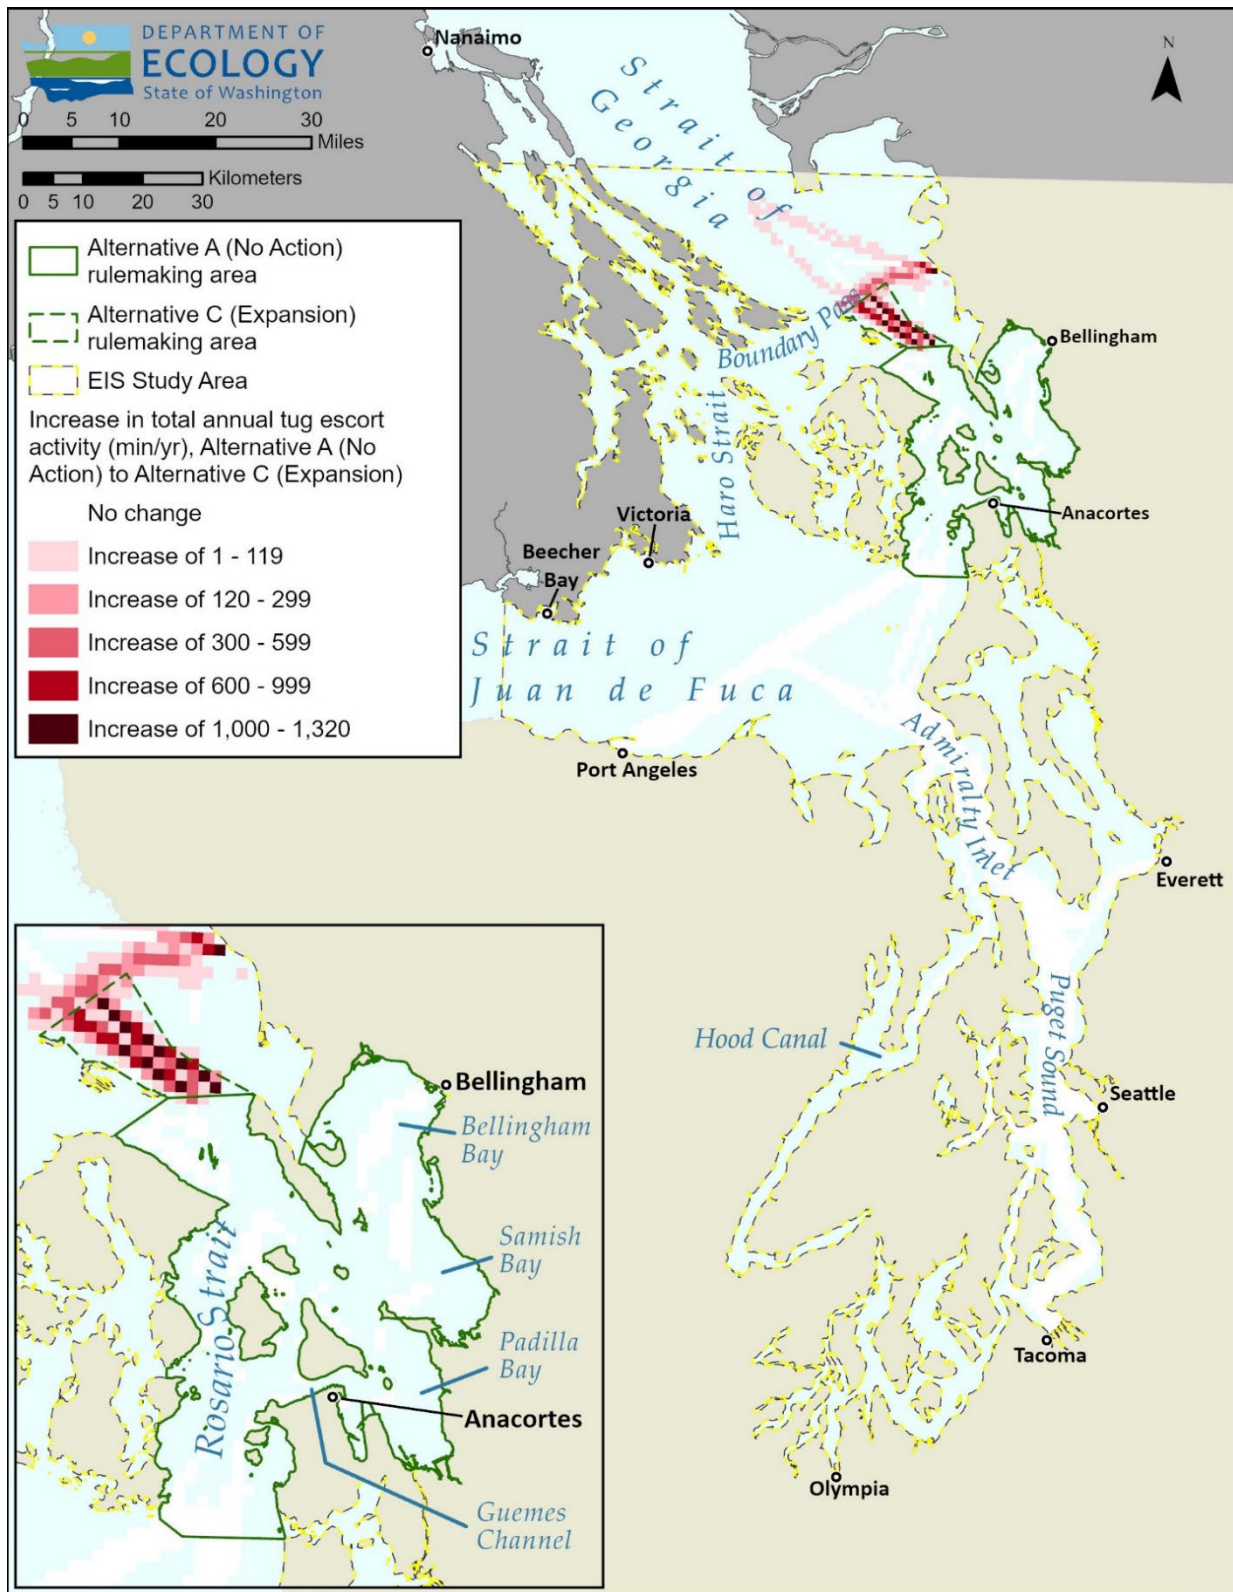 DEPARTMENT OF
ECOLOGY
State of Washington
0 5 10 20 30
Miles
Kilometers
0 5 10 20 30
Alternative A (No Action)
rulemaking area
Alternative C (Expansion)
rulemaking area
EIS Study Area
Increase in total annual tug escort
activity (min/yr), Alternative A (No
Action) to Alternative C (Expansion)
No change
Increase of 1 - 119
Increase of 120 - 299
Increase of 300 - 599
Increase of 600 - 999
Increase of 1,000 - 1,320
N
Nanaimo
Strait of
Georgia
Boundary Pass
Haro Strait
Bellingham
Anacortes
Victoria
Beecher
Bay
Strait of
Juan de Fuca
Port Angeles
Admiralty Inlet
Everett
Hood Canal
Puget Sound
Seattle
Tacoma
Olympia
Bellingham
Bellingham
Bay
Samish
Bay
Rosario Strait
Padilla
Bay
Anacortes
Guemes
Channel